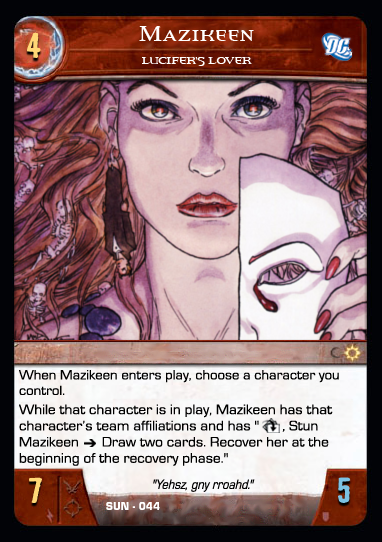 4
MAZIKEEN
LUCIFER'S LOVER
DC
C
When Mazikeen enters play, choose a character you
control.
While that character is in play, Mazikeen has that
character's team affiliations and has " , Stun
Mazikeen ➔ Draw two cards. Recover her at the
beginning of the recovery phase."
"Yehsz, gny rroahd."
7
SUN - 044
5